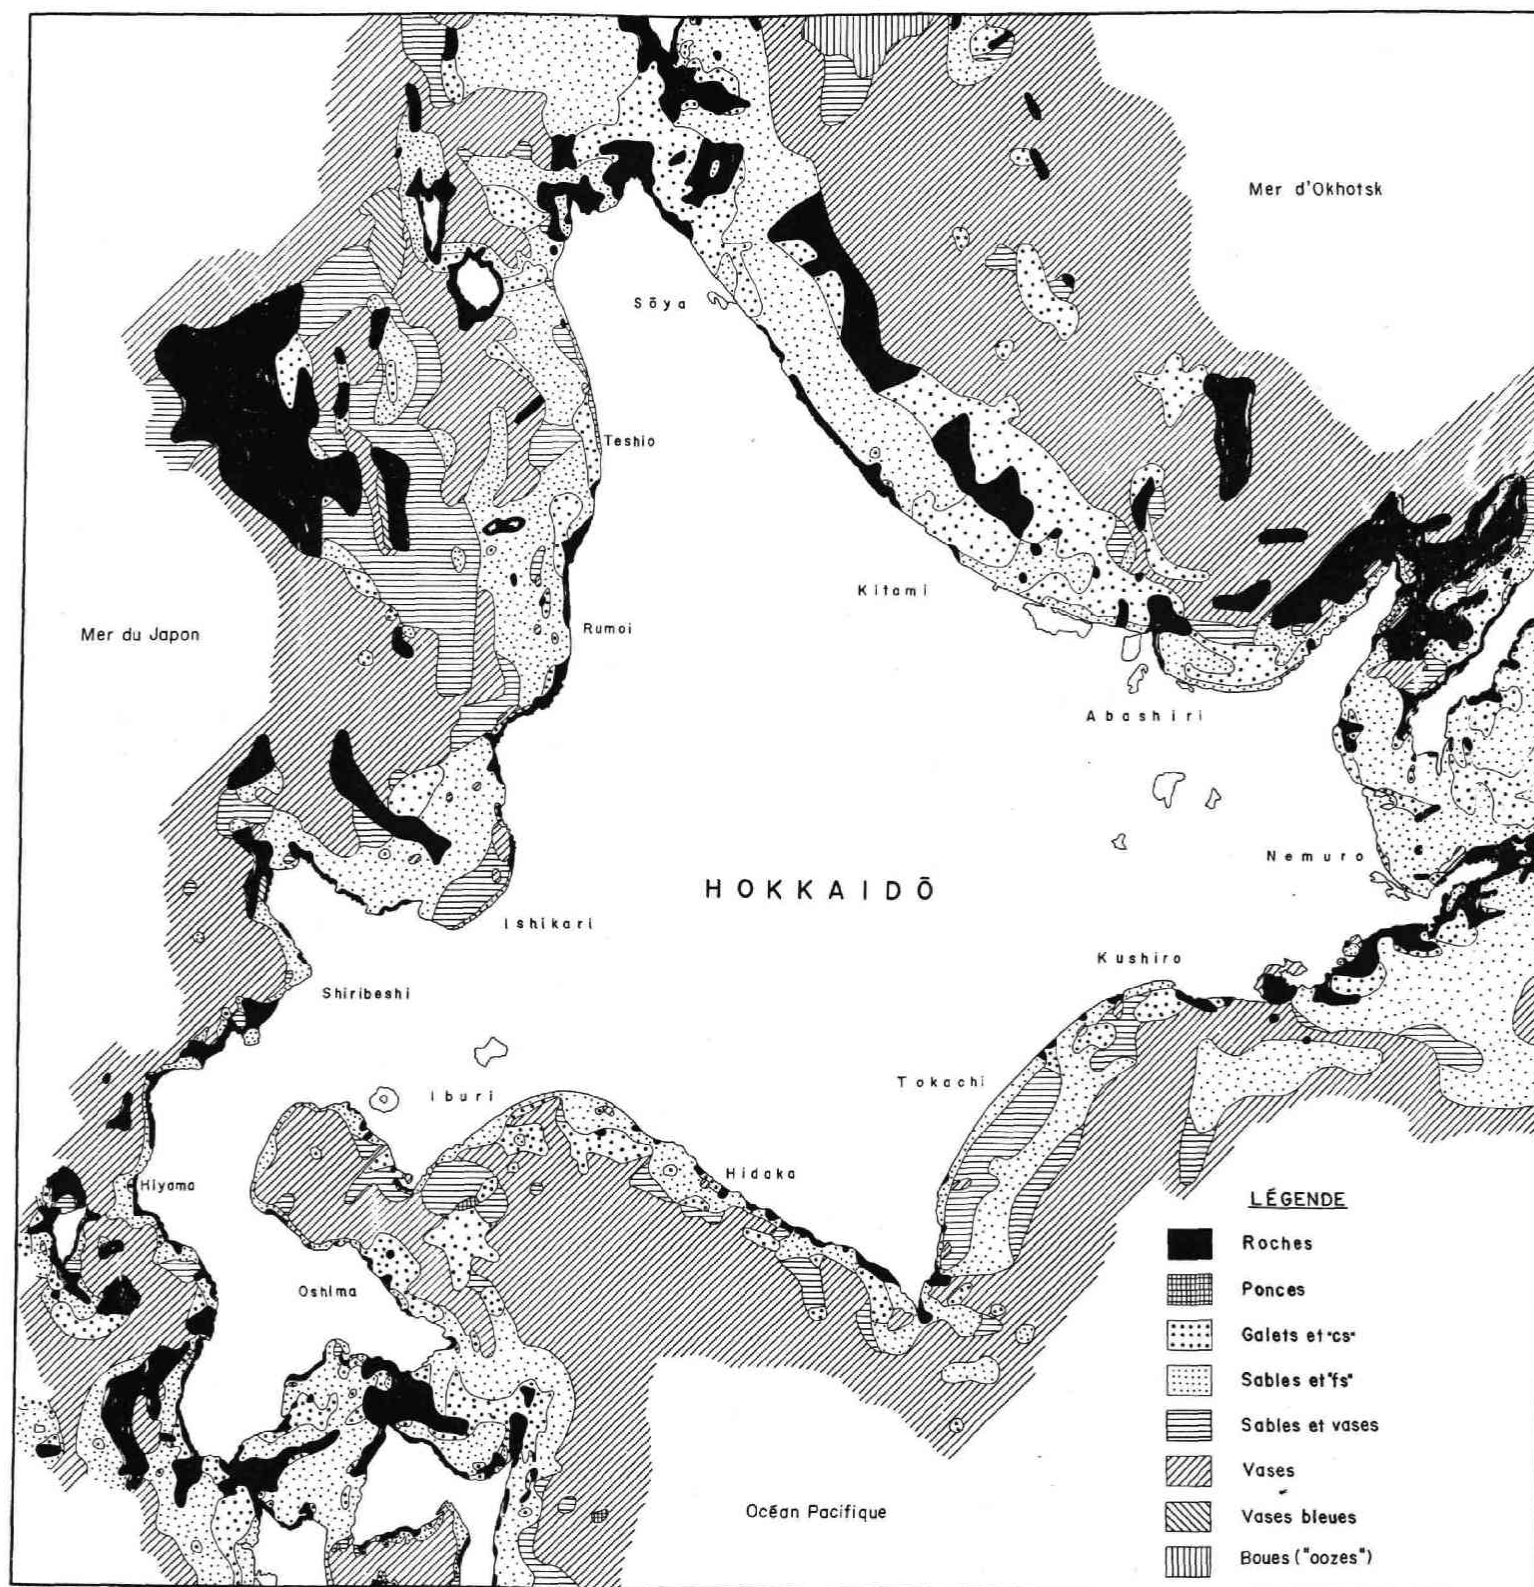 Mer d'Okhotsk
Sōya
Teshio
Kitami
Mer du Japon
Rumoi
Abashiri
Nemuro
HOKKAIDŌ
Ishikari
Kushiro
Shiribeshi
Tokachi
Iburi
Hidaka
Hiyama
Oshima
Océan Pacifique
LÉGENDE
Roches
Ponces
Galets et "cs"
Sables et "fs"
Sables et vases
Vases
Vases bleues
Boues ("oozes")